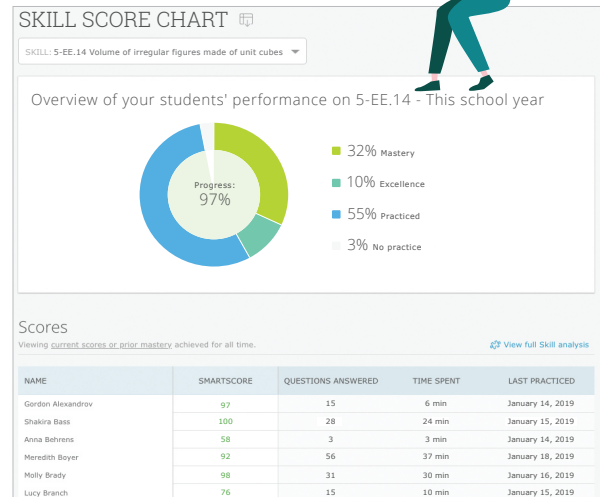 SKILL SCORE CHART
SKILL: 5-EE.14 Volume of irregular figures made of unit cubes
Overview of your students' performance on 5-EE.14 - This school year
Progress:
97%
32% Mastery
10% Excellence
55% Practiced
3% No practice
Scores
Viewing current scores or prior mastery achieved for all time.
View full Skill analysis
NAME SMARTSCORE QUESTIONS ANSWERED TIME SPENT LAST PRACTICED
Gordon Alexandrov 97 15 6 min January 14, 2019
Shakira Bass 100 28 24 min January 15, 2019
Anna Behrens 58 3 3 min January 14, 2019
Meredith Boyer 92 56 37 min January 18, 2019
Molly Brady 98 31 30 min January 16, 2019
Lucy Branch 76 15 10 min January 15, 2019